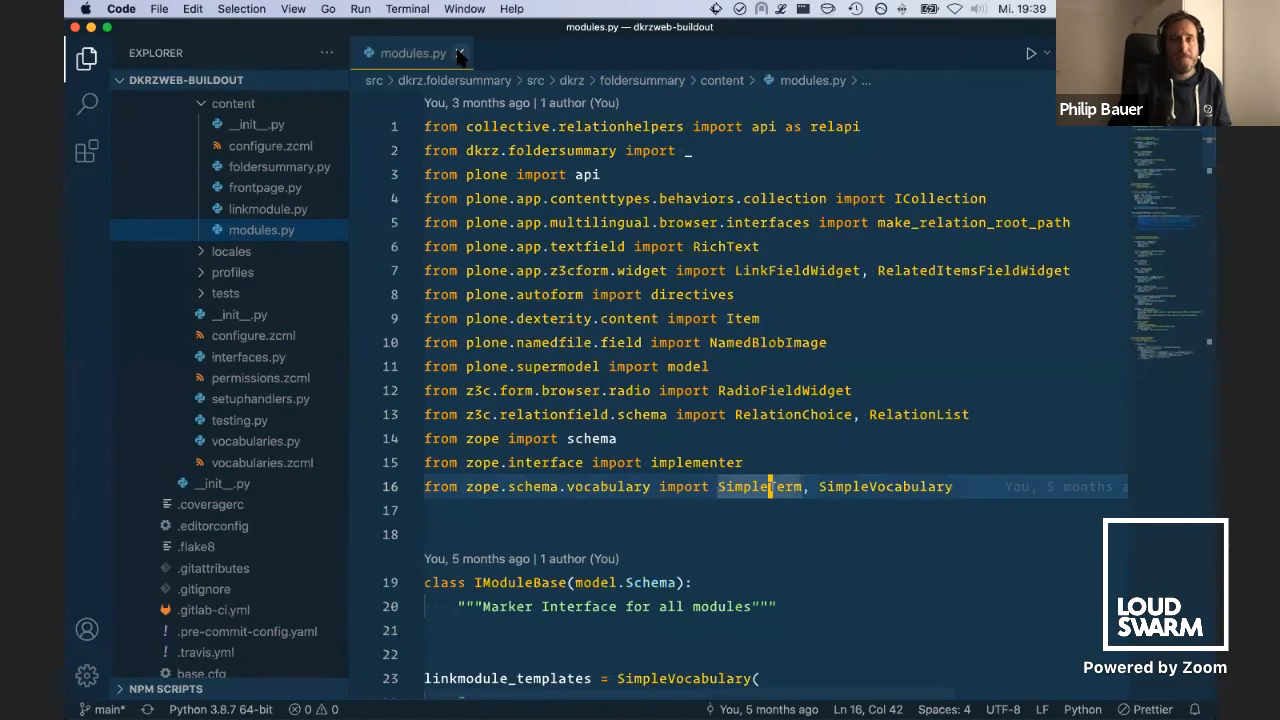 Code File Edit Selection View Go Run Terminal Window Help
Mi. 19:39
modules.py — dkrzweb-buildout
Philip Bauer
EXPLORER
DKRZWEB-BUILDOUT
content
__init__.py
configure.zcml
foldersummary.py
frontpage.py
linkmodule.py
modules.py
locales
profiles
tests
__init__.py
configure.zcml
interfaces.py
permissions.zcml
setuphandlers.py
testing.py
vocabularies.py
vocabularies.zcml
__init__.py
.coveragerc
.editorconfig
.flake8
.gitattributes
.gitignore
.gitlab-ci.yml
.pre-commit-config.yaml
.travis.yml
base.cfg
NPM SCRIPTS
modules.py
src > dkrz.foldersummary > src > dkrz > foldersummary > content > modules.py > ...
You, 3 months ago | 1 author (You)
1 from collective.relationhelpers import api as relapi
2 from dkrz.foldersummary import _
3 from plone import api
4 from plone.app.contenttypes.behaviors.collection import ICollection
5 from plone.app.multilingual.browser.interfaces import make_relation_root_path
6 from plone.app.textfield import RichText
7 from plone.app.z3cform.widget import LinkFieldWidget, RelatedItemsFieldWidget
8 from plone.autoform import directives
9 from plone.dexterity.content import Item
10 from plone.namedfile.field import NamedBlobImage
11 from plone.supermodel import model
12 from z3c.form.browser.radio import RadioFieldWidget
13 from z3c.relationfield.schema import RelationChoice, RelationList
14 from zope import schema
15 from zope.interface import implementer
16 from zope.schema.vocabulary import SimpleTerm, SimpleVocabulary You, 5 months a
17
18
You, 5 months ago | 1 author (You)
19 class IModuleBase(model.Schema):
20 """Marker Interface for all modules"""
21
22
23 linkmodule_templates = SimpleVocabulary(
LOUD
SWARM
Powered by Zoom
main* Python 3.8.7 64-bit 0 0 You, 5 months ago Ln 16, Col 42 Spaces: 4 UTF-8 LF Python Prettier